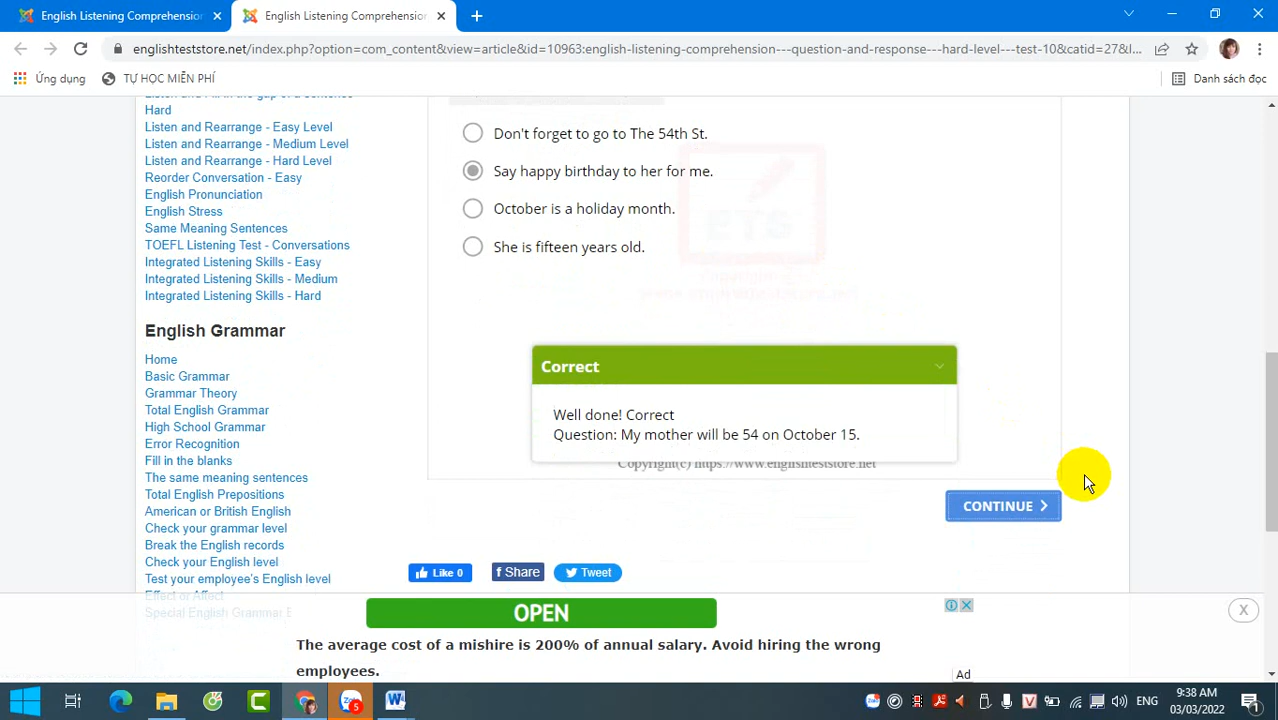 English Listening Comprehension
English Listening Comprehension
englishteststore.net/index.php?option=com_content&view=article&id=10963:english-listening-comprehension---question-and-response---hard-level---test-10&catid=27&l...
Ứng dụng
TỰ HỌC MIỄN PHÍ
Danh sách đọc
Hard
Listen and Rearrange - Easy Level
Listen and Rearrange - Medium Level
Listen and Rearrange - Hard Level
Reorder Conversation - Easy
English Pronunciation
English Stress
Same Meaning Sentences
TOEFL Listening Test - Conversations
Integrated Listening Skills - Easy
Integrated Listening Skills - Medium
Integrated Listening Skills - Hard
English Grammar
Home
Basic Grammar
Grammar Theory
Total English Grammar
High School Grammar
Error Recognition
Fill in the blanks
The same meaning sentences
Total English Prepositions
American or British English
Check your grammar level
Break the English records
Check your English level
Test your employee's English level
Effect or Affect
Special English Grammar E
Don't forget to go to The 54th St.
Say happy birthday to her for me.
October is a holiday month.
She is fifteen years old.
ETS
Correct
Well done! Correct
Question: My mother will be 54 on October 15.
Copyright(c) https://www.englishteststore.net
CONTINUE
Like 0
Share
Tweet
OPEN
The average cost of a mishire is 200% of annual salary. Avoid hiring the wrong
employees.
Ad
X
5
ENG
9:38 AM
03/03/2022
1